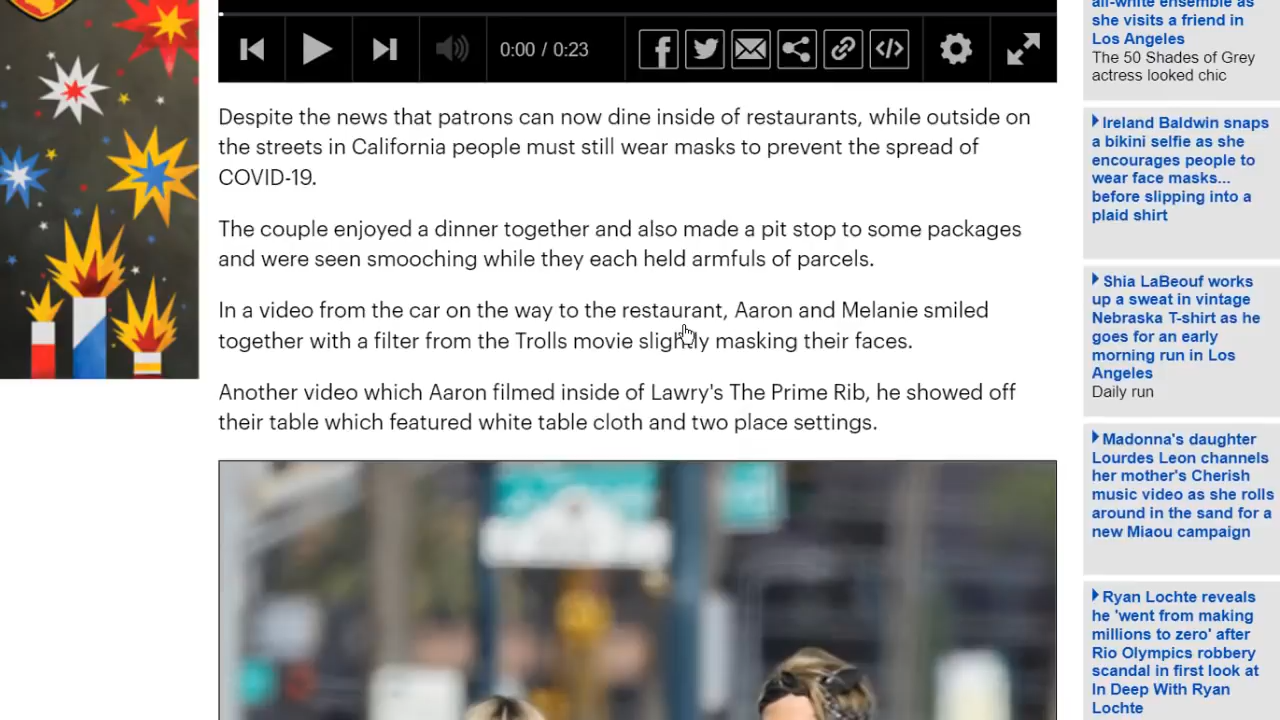 0:00 / 0:23
Despite the news that patrons can now dine inside of restaurants, while outside on
the streets in California people must still wear masks to prevent the spread of
COVID-19.
The couple enjoyed a dinner together and also made a pit stop to some packages
and were seen smooching while they each held armfuls of parcels.
In a video from the car on the way to the restaurant, Aaron and Melanie smiled
together with a filter from the Trolls movie slightly masking their faces.
Another video which Aaron filmed inside of Lawry's The Prime Rib, he showed off
their table which featured white table cloth and two place settings.
all-white ensemble as
she visits a friend in
Los Angeles
The 50 Shades of Grey
actress looked chic
Ireland Baldwin snaps
a bikini selfie as she
encourages people to
wear face masks...
before slipping into a
plaid shirt
Shia LaBeouf works
up a sweat in vintage
Nebraska T-shirt as he
goes for an early
morning run in Los
Angeles
Daily run
Madonna's daughter
Lourdes Leon channels
her mother's Cherish
music video as she rolls
around in the sand for a
new Miaou campaign
Ryan Lochte reveals
he 'went from making
millions to zero' after
Rio Olympics robbery
scandal in first look at
In Deep With Ryan
Lochte